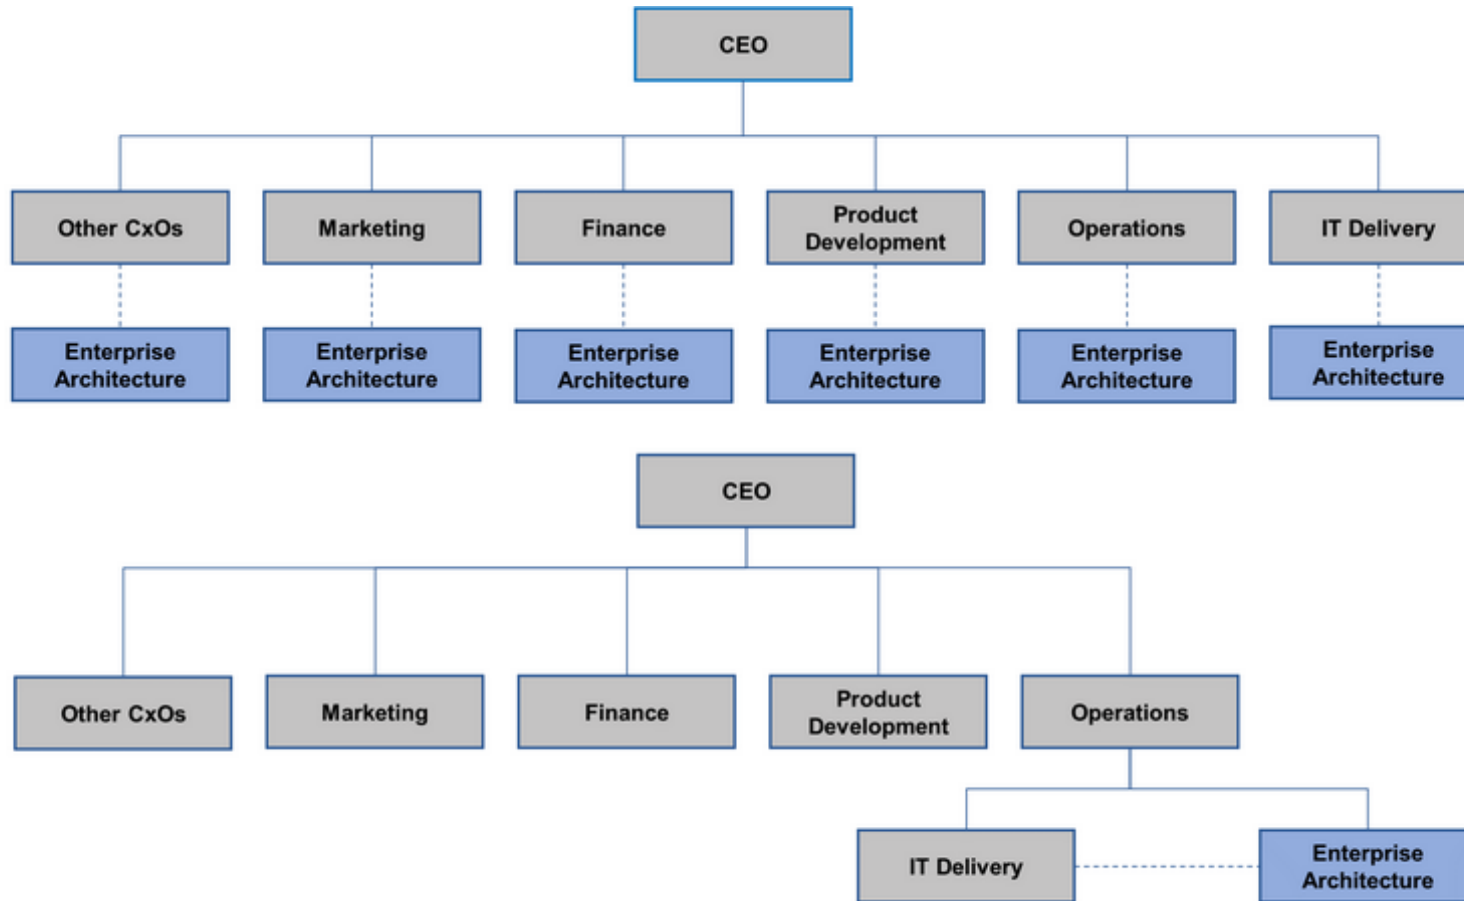 CEO
Other CxOs
Marketing
Finance
Product
Development
Operations
IT Delivery
Enterprise
Architecture
Enterprise
Architecture
Enterprise
Architecture
Enterprise
Architecture
Enterprise
Architecture
Enterprise
Architecture
CEO
Other CxOs
Marketing
Finance
Product
Development
Operations
IT Delivery
Enterprise
Architecture